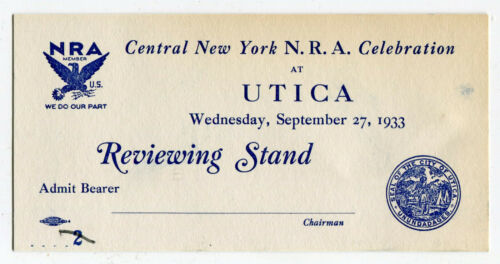 NRA
MEMBER
U.S.
WE DO OUR PART
Central New York N. R. A. Celebration
AT
UTICA
Wednesday, September 27, 1933
Reviewing Stand
Admit Bearer
Chairman
2
SEAL OF THE CITY OF UTICA
UNUNDADAGES